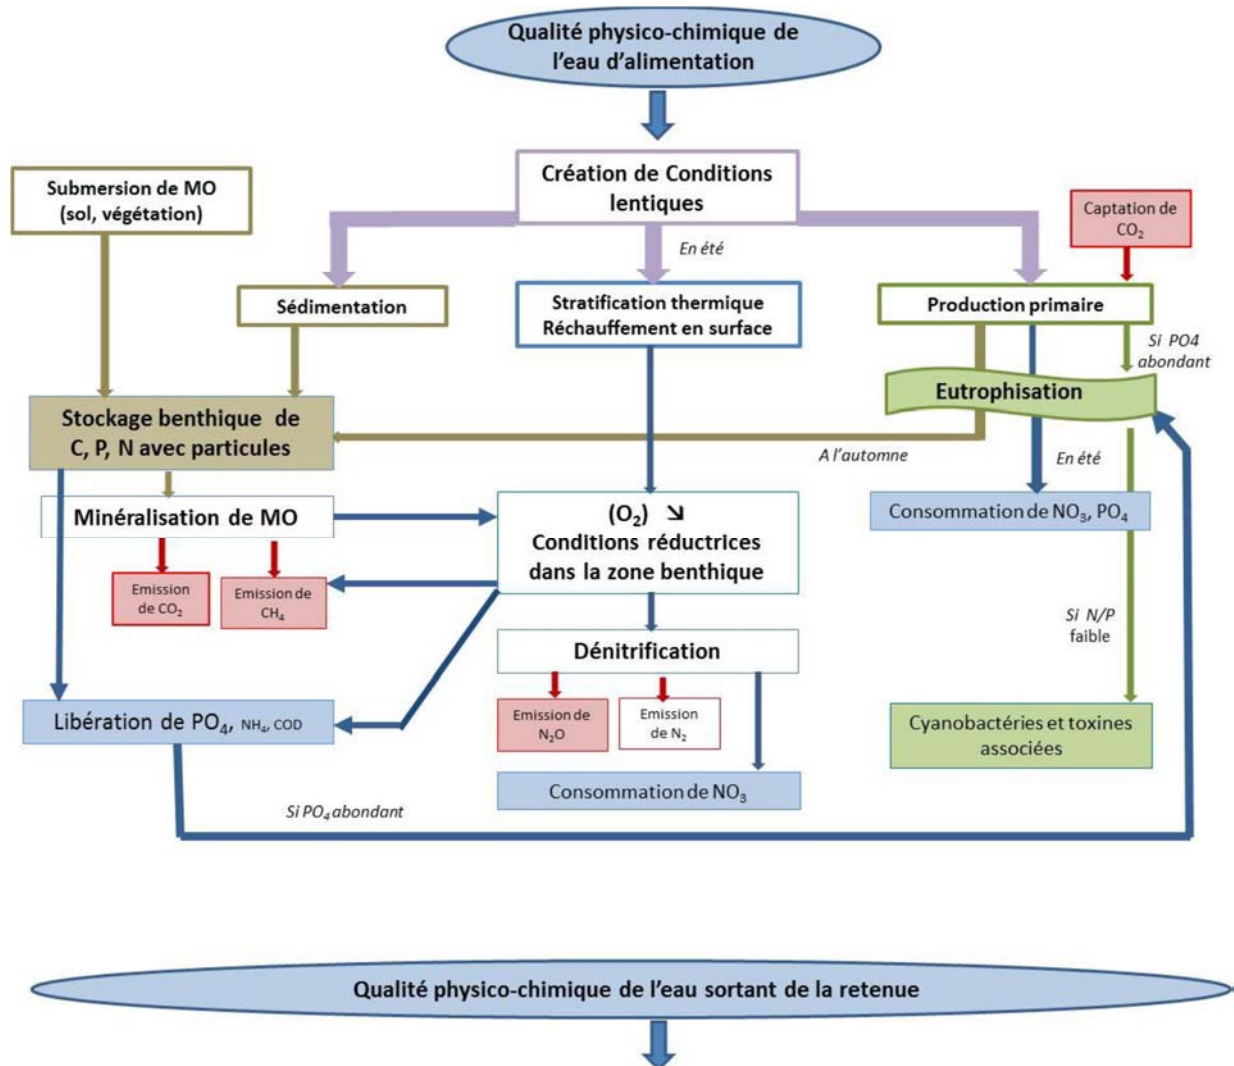 Qualité physico-chimique de
l’eau d’alimentation
Création de Conditions
lentiques
Submersion de MO
(sol, végétation)
Captation de
CO₂
En été
Sédimentation
Stratification thermique
Réchauffement en surface
Production primaire
Si PO4
abondant
Eutrophisation
Stockage benthique de
C, P, N avec particules
A l’automne
En été
Minéralisation de MO
(O₂) ↘
Conditions réductrices
dans la zone benthique
Consommation de NO₃, PO₄
Emission
de CO₂
Emission de
CH₄
Si N/P
faible
Dénitrification
Libération de PO₄, NH₄, COD
Emission de
N₂O
Emission
de N₂
Cyanobactéries et toxines
associées
Consommation de NO₃
Si PO₄ abondant
Qualité physico-chimique de l’eau sortant de la retenue